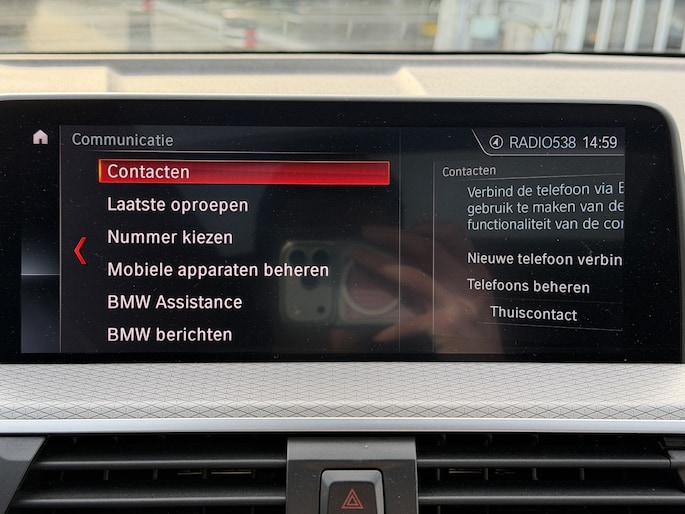 Communicatie
RADIO538 14:59
Contacten
Laatste oproepen
Nummer kiezen
Mobiele apparaten beheren
BMW Assistance
BMW berichten
Contacten
Verbind de telefoon via
gebruik te maken van de
functionaliteit van de
Nieuwe telefoon
Telefoons beheren
Thuiscontact